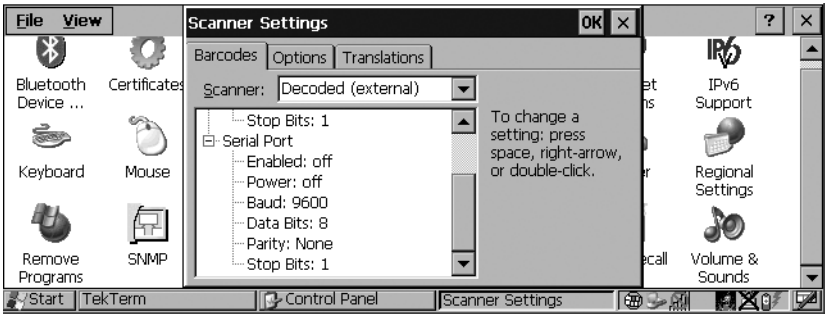 File View
Scanner Settings
OK
?
Barcodes Options Translations
Scanner: Decoded (external)
Stop Bits: 1
Serial Port
Enabled: off
Power: off
Baud: 9600
Data Bits: 8
Parity: None
Stop Bits: 1
To change a
setting: press
space, right-arrow,
or double-click.
Bluetooth
Device ...
Certificates
IPv6
Support
Keyboard
Mouse
Regional
Settings
Remove
Programs
SNMP
Volume &
Sounds
Start TekTerm Control Panel Scanner Settings